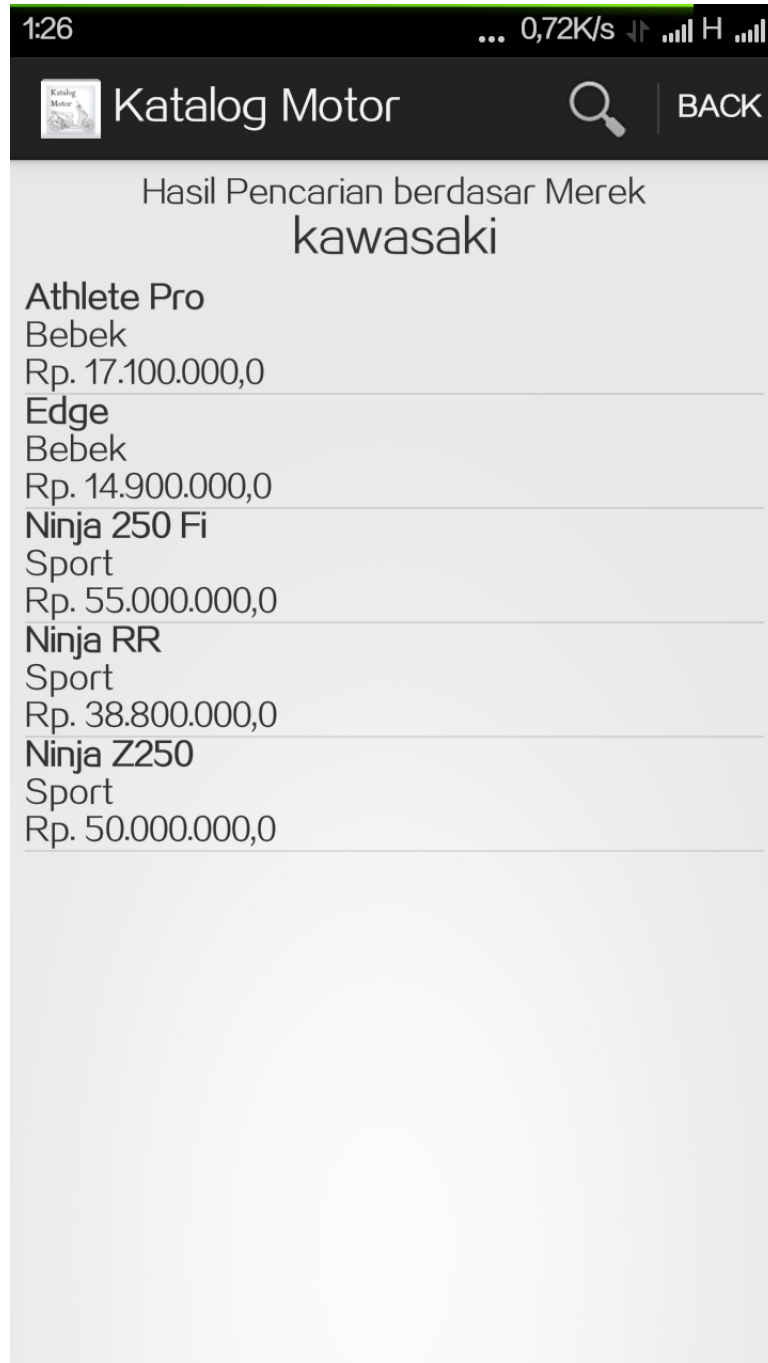 1:26 ... 0,72K/s H
Katalog Motor
Katalog Motor BACK
Hasil Pencarian berdasar Merek
kawasaki
Athlete Pro
Bebek
Rp. 17.100.000,0
Edge
Bebek
Rp. 14.900.000,0
Ninja 250 Fi
Sport
Rp. 55.000.000,0
Ninja RR
Sport
Rp. 38.800.000,0
Ninja Z250
Sport
Rp. 50.000.000,0